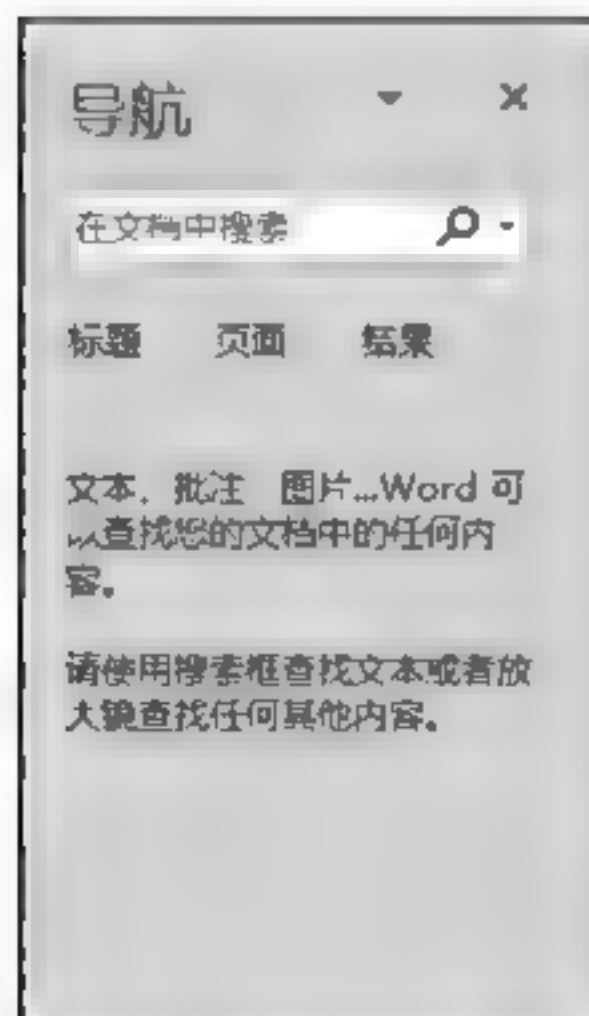 导航
在文档中搜索
标题 页面 结果
文本、批注、图片...Word 可
以查找您的文档中的任何内
容。
请使用搜索框查找文本或者放
大镜查找任何其他内容。